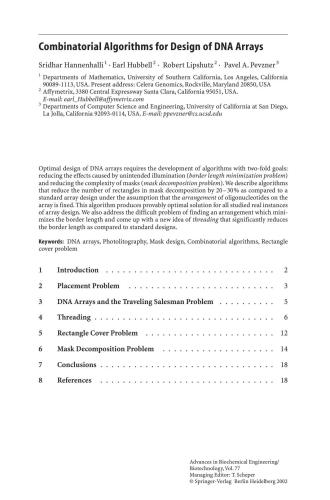 Combinatorial Algorithms for Design of DNA Arrays
Sridhar Hannenhalli 1 · Earl Hubbell 2 · Robert Lipshutz 2 · Pavel A. Pevzner 3
1 Departments of Mathematics, University of Southern California, Los Angeles, California
90089-1113, USA. Present address: Celera Genomics, Rockville, Maryland 20850, USA
2 Affymetrix, 3380 Central Expressway Santa Clara, California 95051, USA.
E-mail: earl_Hubbell@affymetrix.com
3 Departments of Computer Science and Engineering, University of California at San Diego,
La Jolla, California 92093-0114, USA. E-mail: ppevzner@cs.ucsd.edu
Optimal design of DNA arrays requires the development of algorithms with two-fold goals:
reducing the effects caused by unintended illumination (border length minimization problem)
and reducing the complexity of masks (mask decomposition problem). We describe algorithms
that reduce the number of rectangles in mask decomposition by 20–30% as compared to a
standard array design under the assumption that the arrangement of oligonucleotides on the
array is fixed. This algorithm produces provably optimal solution for all studied real instances
of array design. We also address the difficult problem of finding an arrangement which mini-
mizes the border length and come up with a new idea of threading that significantly reduces
the border length as compared to standard designs.
Keywords: DNA arrays, Photolitography, Mask design, Combinatorial algorithms, Rectangle
cover problem
1 Introduction . . . . . . . . . . . . . . . . . . . . . . . . . . . . . . 2
2 Placement Problem . . . . . . . . . . . . . . . . . . . . . . . . . . 3
3 DNA Arrays and the Traveling Salesman Problem . . . . . . . . . . 5
4 Threading . . . . . . . . . . . . . . . . . . . . . . . . . . . . . . . 6
5 Rectangle Cover Problem . . . . . . . . . . . . . . . . . . . . . . . 12
6 Mask Decomposition Problem . . . . . . . . . . . . . . . . . . . . 14
7 Conclusions . . . . . . . . . . . . . . . . . . . . . . . . . . . . . . 18
8 References . . . . . . . . . . . . . . . . . . . . . . . . . . . . . . . 18
Advances in Biochemical Engineering/
Biotechnology, Vol. 77
Managing Editor: T. Scheper
© Springer-Verlag Berlin Heidelberg 2002